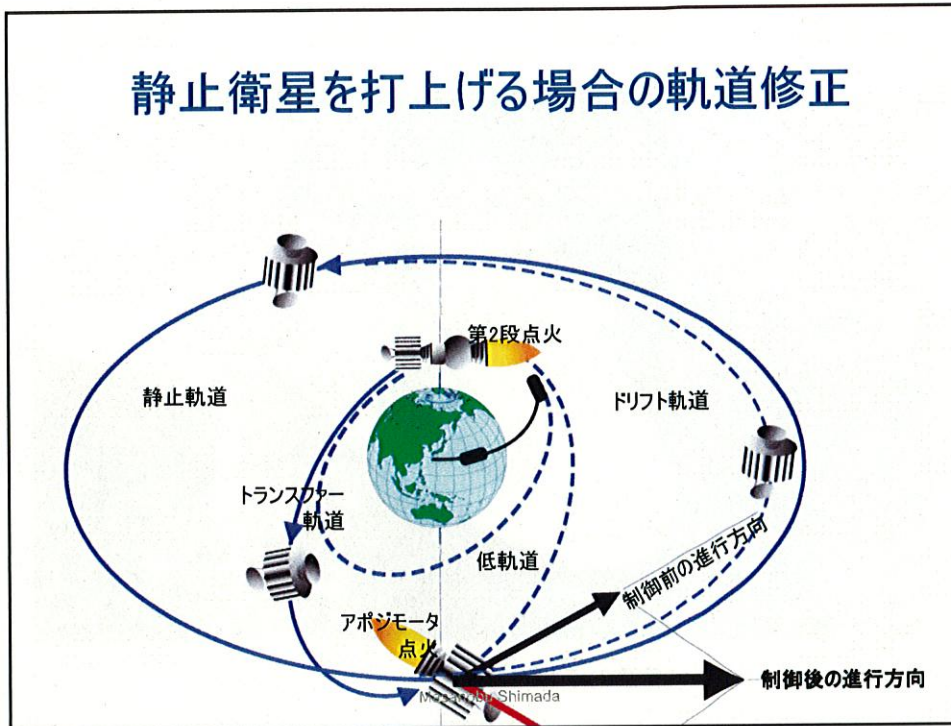 静止衛星を打上げる場合の軌道修正
第2段点火
静止軌道
ドリフト軌道
トランスファー
軌道
低軌道
制御前の進行方向
アポジモータ
点火
制御後の進行方向
Masanobu Shimada